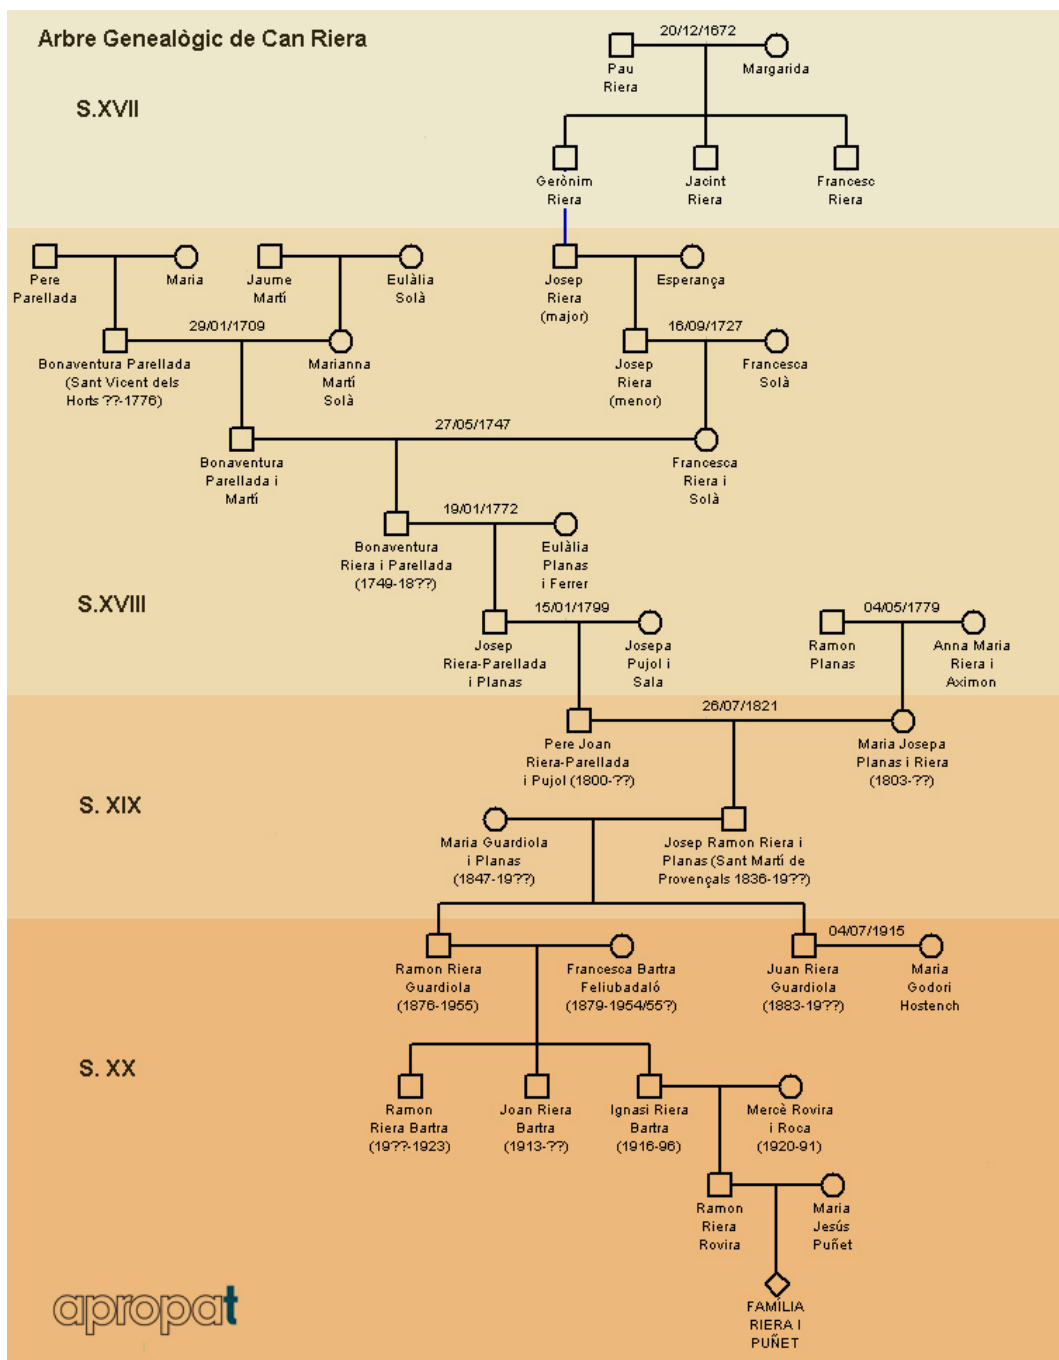 Arbre Genealògic de Can Riera
20/12/1672
Pau
Riera
Margarida
S.XVII
Gerònim
Riera
Jacint
Riera
Francesc
Riera
Pere
Parellada
Maria
Jaume
Martí
Eulàlia
Solà
Josep
Riera
(major)
Esperança
29/01/1709
16/09/1727
Bonaventura Parellada
(Sant Vicent dels
Horts ??-1776)
Marianna
Martí
Solà
Josep
Riera
(menor)
Francesca
Solà
27/05/1747
Bonaventura
Parellada i
Martí
Francesca
Riera i
Solà
19/01/1772
Bonaventura
Riera i Parellada
(1749-18??)
Eulàlia
Planas
i Ferrer
S.XVIII
15/01/1799
04/05/1779
Josep
Riera-Parellada
i Planas
Josepa
Pujol i
Sala
Ramon
Planas
Anna Maria
Riera i
Aximon
26/07/1821
Pere Joan
Riera-Parellada
i Pujol (1800-??)
Maria Josepa
Planas i Riera
(1803-??)
S. XIX
Maria Guardiola
i Planas
(1847-19??)
Josep Ramon Riera i
Planas (Sant Martí de
Provençals 1836-19??)
04/07/1915
Ramon Riera
Guardiola
(1876-1955)
Francesca Bartra
Feliubadaló
(1879-1954/55?)
Juan Riera
Guardiola
(1883-19??)
Maria
Godori
Hostench
S. XX
Ramon
Riera Bartra
(19??-1923)
Joan Riera
Bartra
(1913-??)
Ignasi Riera
Bartra
(1916-96)
Mercè Rovira
i Roca
(1920-91)
Ramon
Riera
Rovira
Maria
Jesús
Puñet
FAMÍLIA
RIERA I
PUÑET
apropat